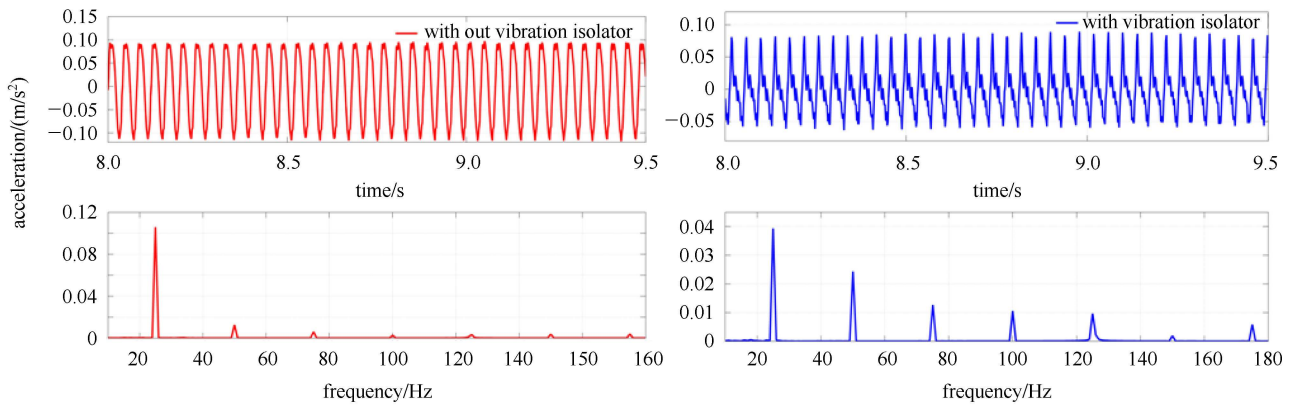 acceleration/(m/s²)
0.15
0.10
0.05
0
−0.05
−0.10
with out vibration isolator
8.0 8.5 9.0 9.5
time/s
0.10
0.05
0
−0.05
with vibration isolator
8.0 8.5 9.0 9.5
time/s
0.12
0.08
0.04
0
20 40 60 80 100 120 140 150 160
frequency/Hz
0.04
0.03
0.02
0.01
0
20 40 60 80 100 120 140 160 180
frequency/Hz